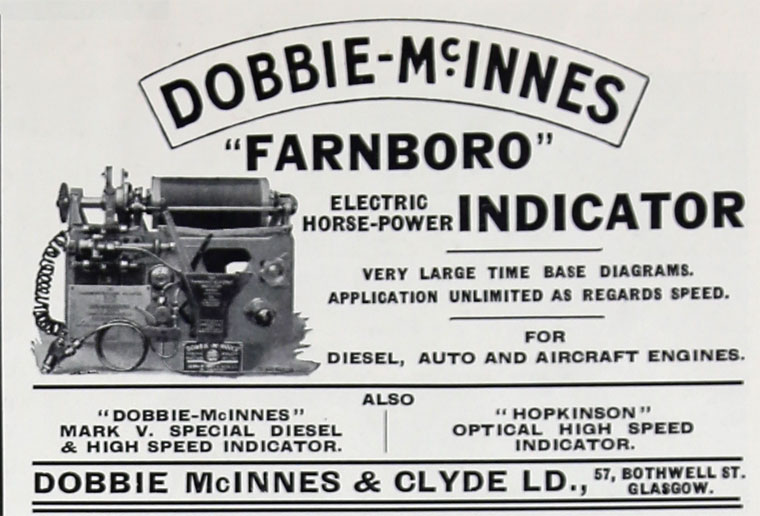 DOBBIE-McINNES
"FARNBORO"
ELECTRIC
HORSE-POWER INDICATOR
VERY LARGE TIME BASE DIAGRAMS.
APPLICATION UNLIMITED AS REGARDS SPEED.
FOR
DIESEL, AUTO AND AIRCRAFT ENGINES.
ALSO
"DOBBIE-McINNES"
MARK V. SPECIAL DIESEL
& HIGH SPEED INDICATOR.
"HOPKINSON"
OPTICAL HIGH SPEED
INDICATOR.
DOBBIE McINNES & CLYDE LD., 57, BOTHWELL ST.
GLASGOW.